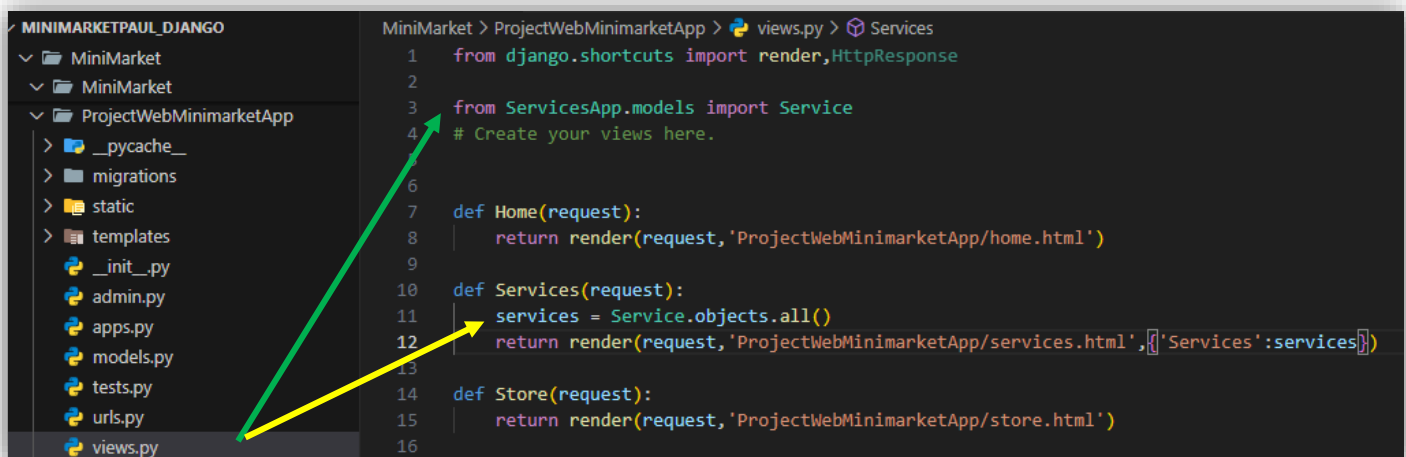 MINIMARKETPAUL_DJANGO
MiniMarket
MiniMarket
ProjectWebMinimarketApp
__pycache__
migrations
static
templates
__init__.py
admin.py
apps.py
models.py
tests.py
urls.py
views.py
MiniMarket > ProjectWebMinimarketApp > views.py > Services
1 from django.shortcuts import render,HttpResponse
2
3 from ServicesApp.models import Service
4 # Create your views here.
5
6
7 def Home(request):
8 return render(request,'ProjectWebMinimarketApp/home.html')
9
10 def Services(request):
11 services = Service.objects.all()
12 return render(request,'ProjectWebMinimarketApp/services.html',{'Services':services})
13
14 def Store(request):
15 return render(request,'ProjectWebMinimarketApp/store.html')
16